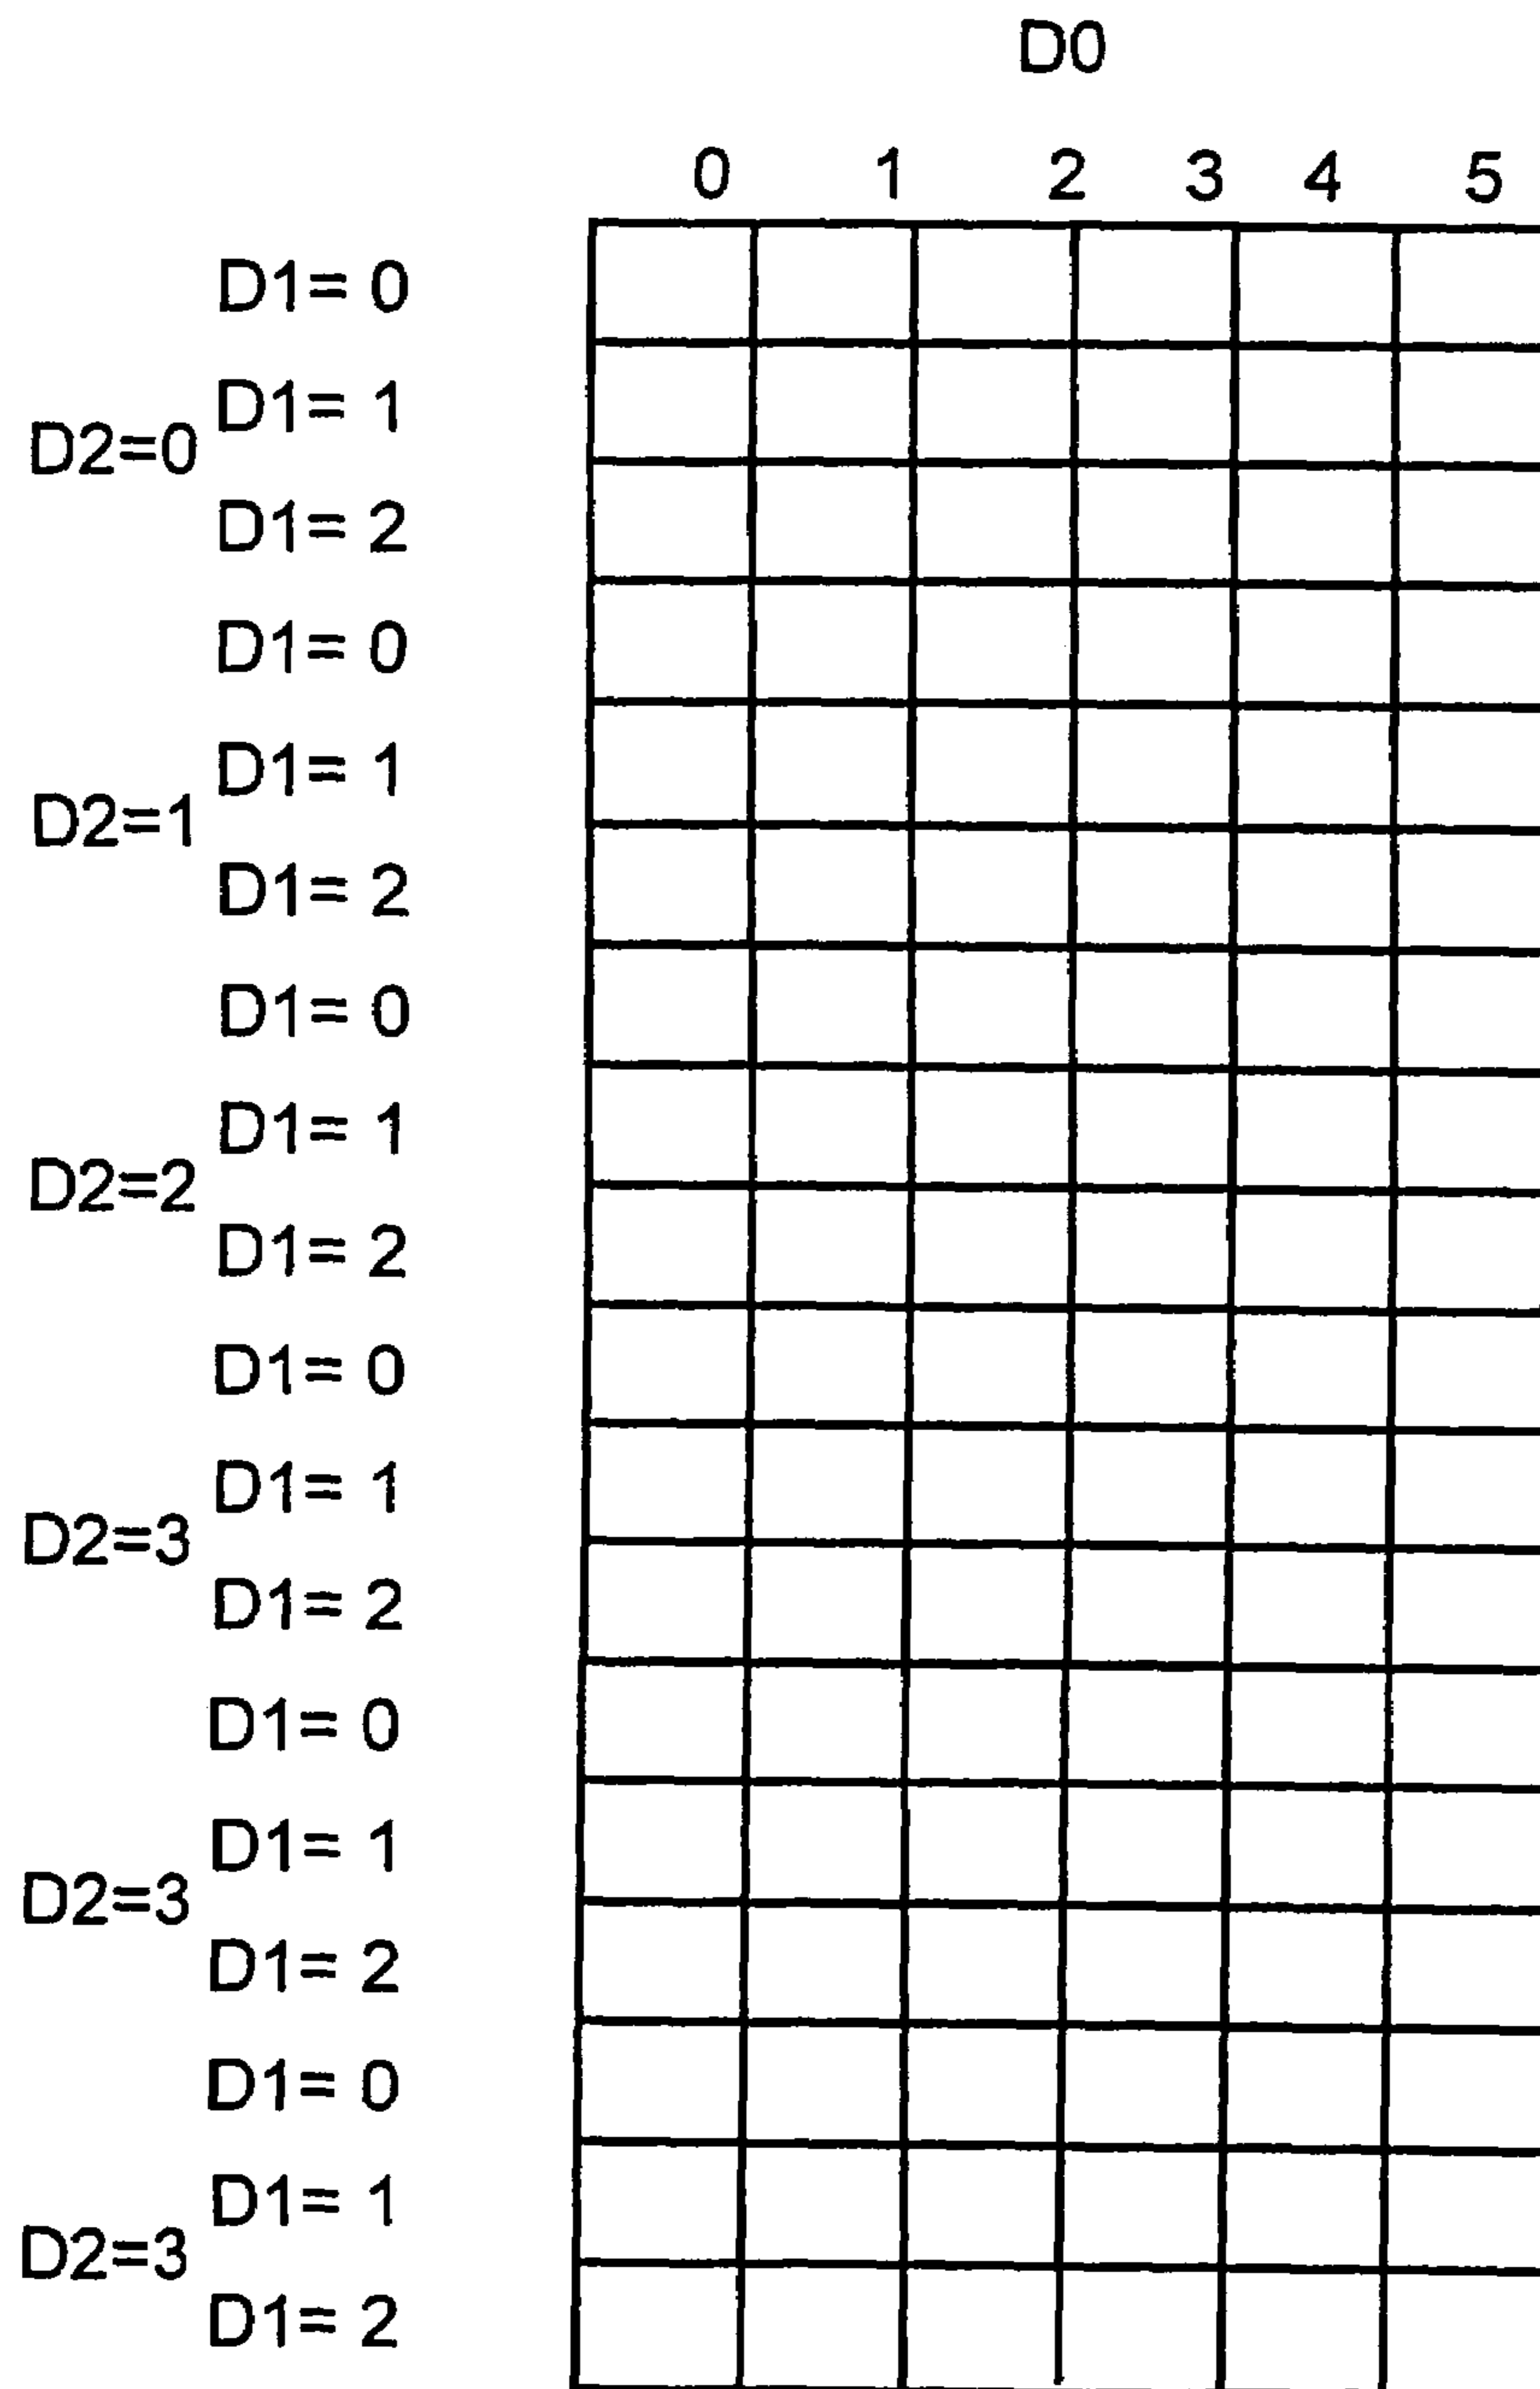 D0
0 1 2 3 4 5
D1= 0
D1= 1
D2=0
D1= 2
D1= 0
D1= 1
D2=1
D1= 2
D1= 0
D1= 1
D2=2
D1= 2
D1= 0
D1= 1
D2=3
D1= 2
D1= 0
D1= 1
D2=3
D1= 2
D1= 0
D1= 1
D2=3
D1= 2